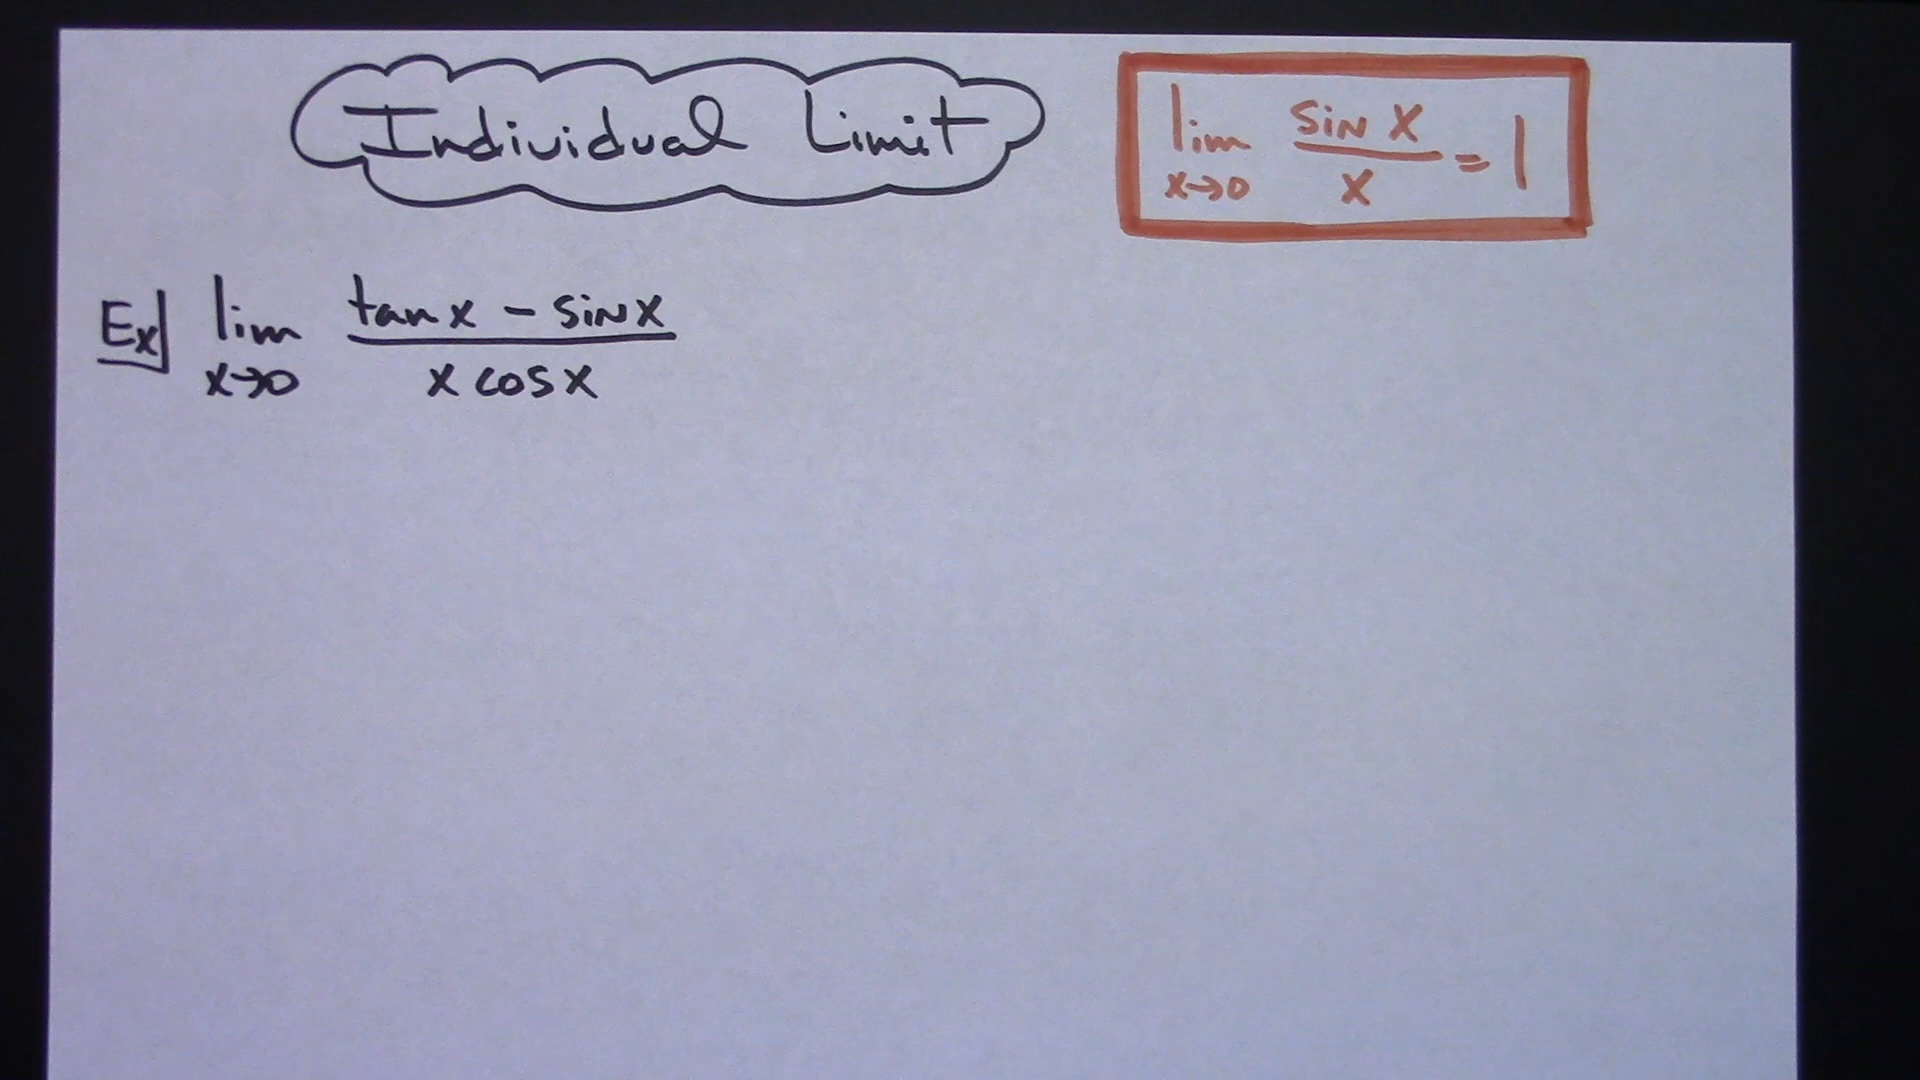 Individual Limit
lim x→0 sin x / x = 1
Ex lim x→0 tan x - sin x / x cos x